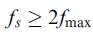 fₛ ≥ 2fₘₐₓ